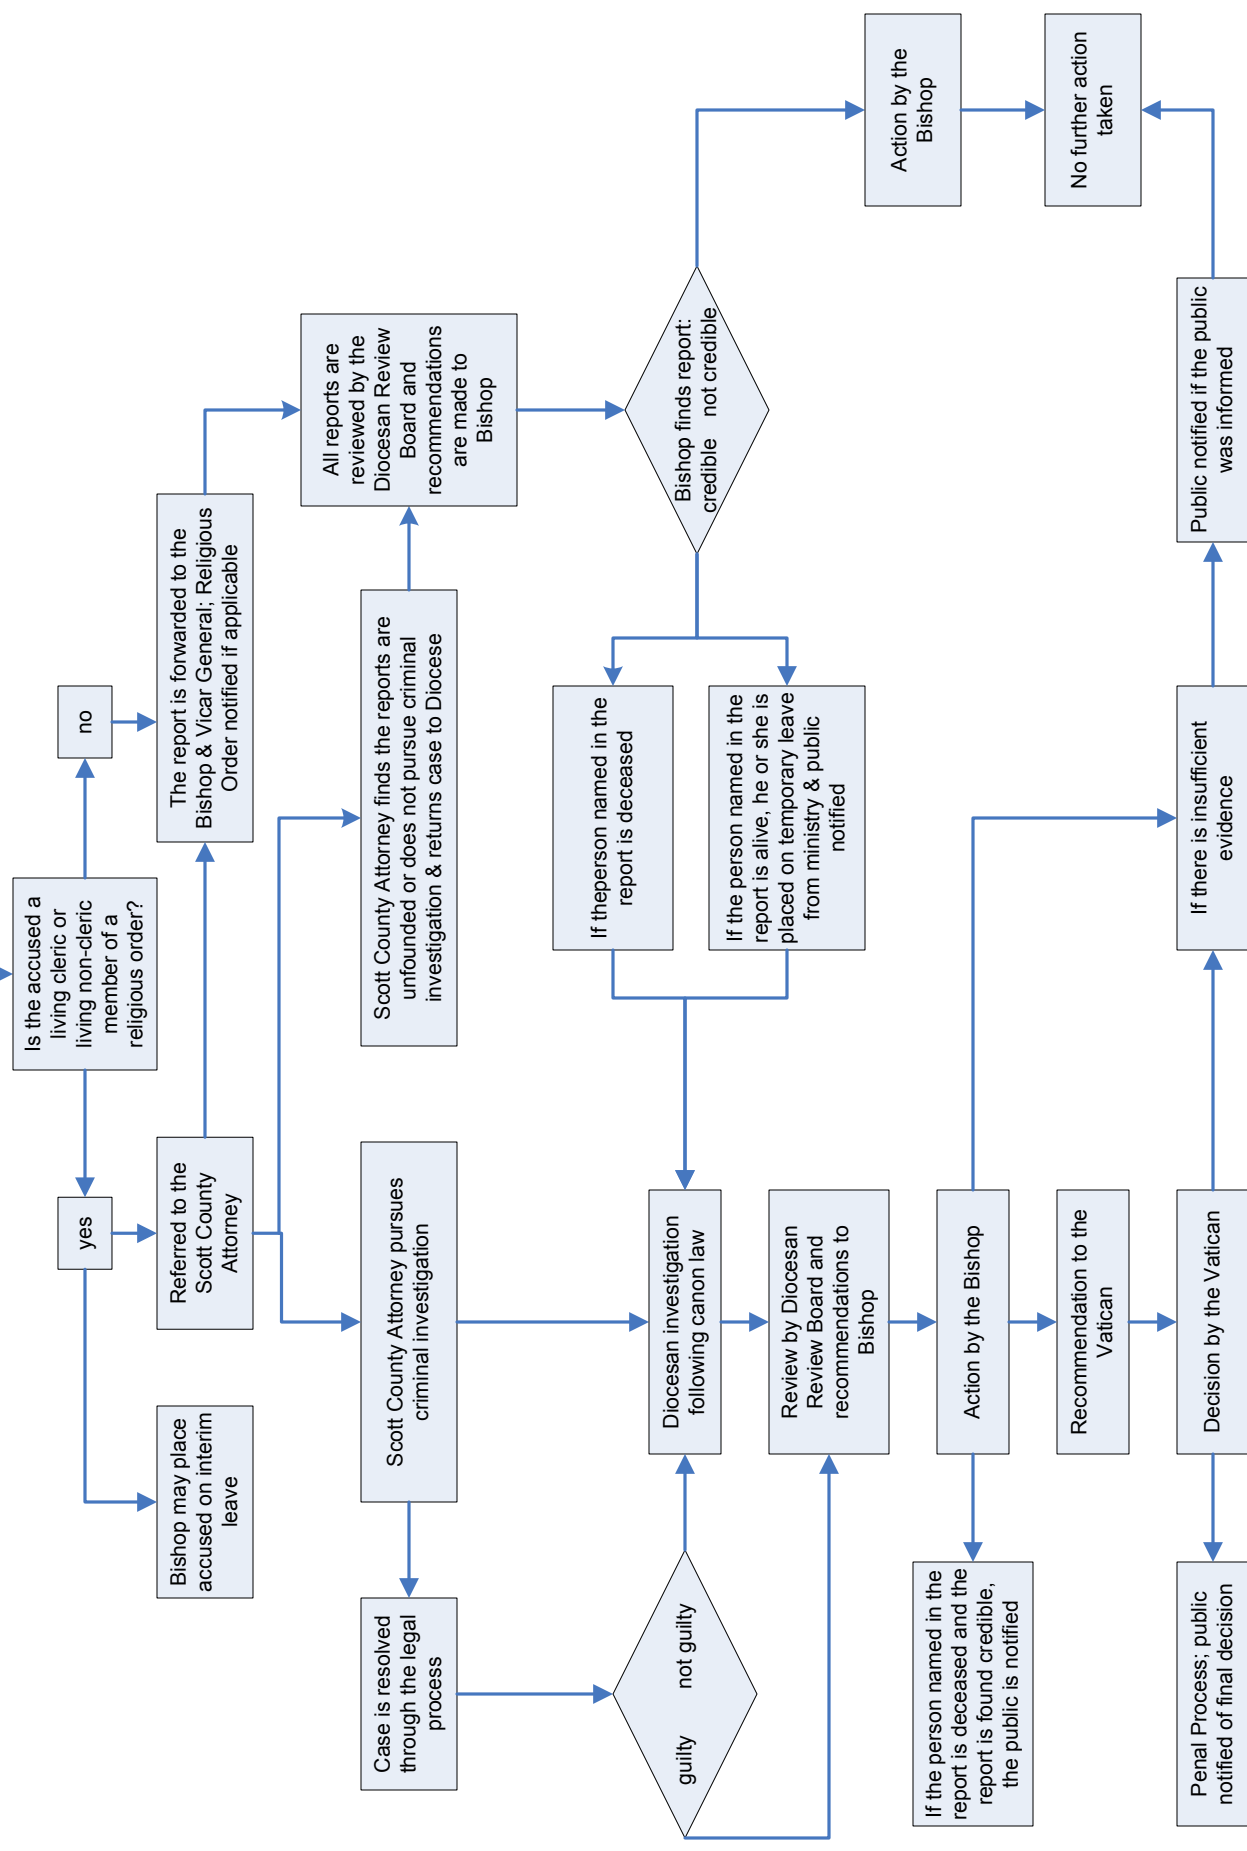 Is the accused a
living cleric or
living non-cleric
member of a
religious order?
yes
no
Bishop may place
accused on interim
leave
Referred to the
Scott County
Attorney
The report is forwarded to the
Bishop & Vicar General; Religious
Order notified if applicable
Case is resolved
through the legal
process
Scott County Attorney pursues
criminal investigation
Scott County Attorney finds the reports are
unfounded or does not pursue criminal
investigation & returns case to Diocese
All reports are
reviewed by the
Diocesan Review
Board and
recommendations
are made to
Bishop
guilty not guilty
Diocesan investigation
following canon law
If theperson named in the
report is deceased
If the person named in the
report is alive, he or she is
placed on temporary leave
from ministry & public
notified
Bishop finds report:
credible not credible
Review by Diocesan
Review Board and
recommendations to
Bishop
Action by the
Bishop
If the person named in the
report is deceased and the
report is found credible,
the public is notified
Action by the Bishop
Recommendation to the
Vatican
No further action
taken
Penal Process; public
notified of final decision
Decision by the Vatican
If there is insufficient
evidence
Public notified if the public
was informed